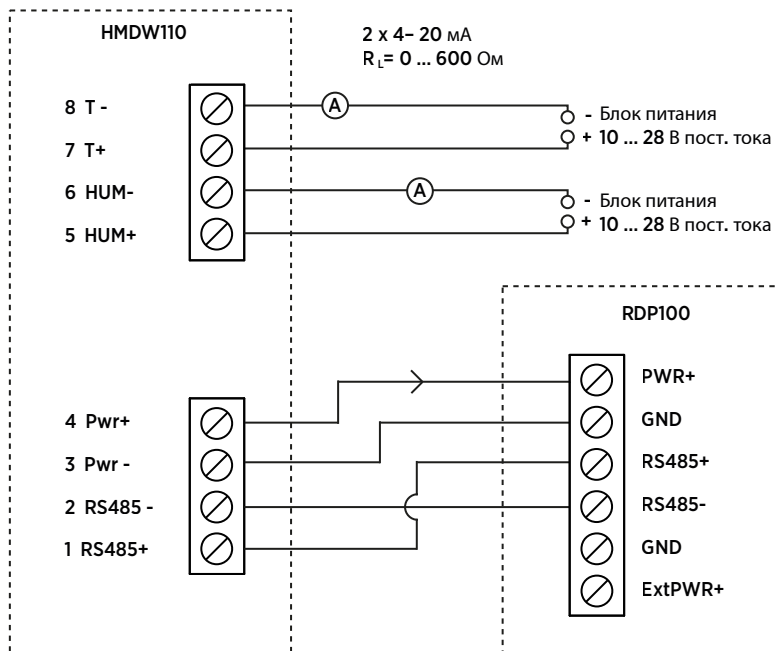 HMDW110
2 x 4– 20 мА
R L= 0 ... 600 Ом
8 T -
7 T+
6 HUM-
5 HUM+
A
- Блок питания
+ 10 ... 28 В пост. тока
A
- Блок питания
+ 10 ... 28 В пост. тока
4 Pwr+
3 Pwr -
2 RS485 -
1 RS485+
RDP100
PWR+
GND
RS485+
RS485-
GND
ExtPWR+